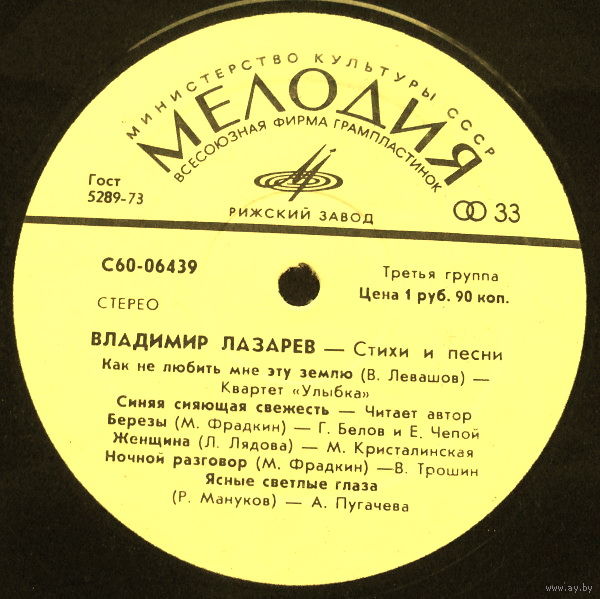 МИНИСТЕРСТВО КУЛЬТУРЫ СССР
МЕЛОДИЯ
ВСЕСОЮЗНАЯ ФИРМА ГРАМПЛАСТИНОК
Гост
5289-73
РИЖСКИЙ ЗАВОД
33
С60-06439
Третья группа
Цена 1 руб. 90 коп.
СТЕРЕО
ВЛАДИМИР ЛАЗАРЕВ — Стихи и песни
Как не любить мне эту землю (В. Левашов) —
Квартет «Улыбка»
Синяя сияющая свежесть — Читает автор
Березы (М. Фрадкин) — Г. Белов и Е. Чепой
Женщина (Л. Лядова) — М. Кристалинская
Ночной разговор (М. Фрадкин) —В. Трошин
Ясные светлые глаза
(Р. Мануков) — А. Пугачева
www.ay.by